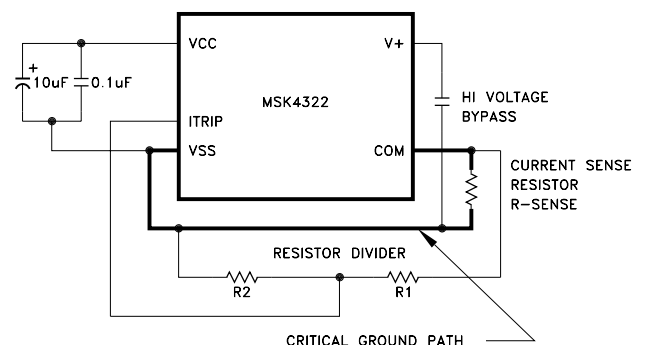 VCC
V+
+
10uF
0.1uF
MSK4322
HI VOLTAGE
BYPASS
ITRIP
VSS
COM
CURRENT SENSE
RESISTOR
R-SENSE
RESISTOR DIVIDER
R2
R1
CRITICAL GROUND PATH